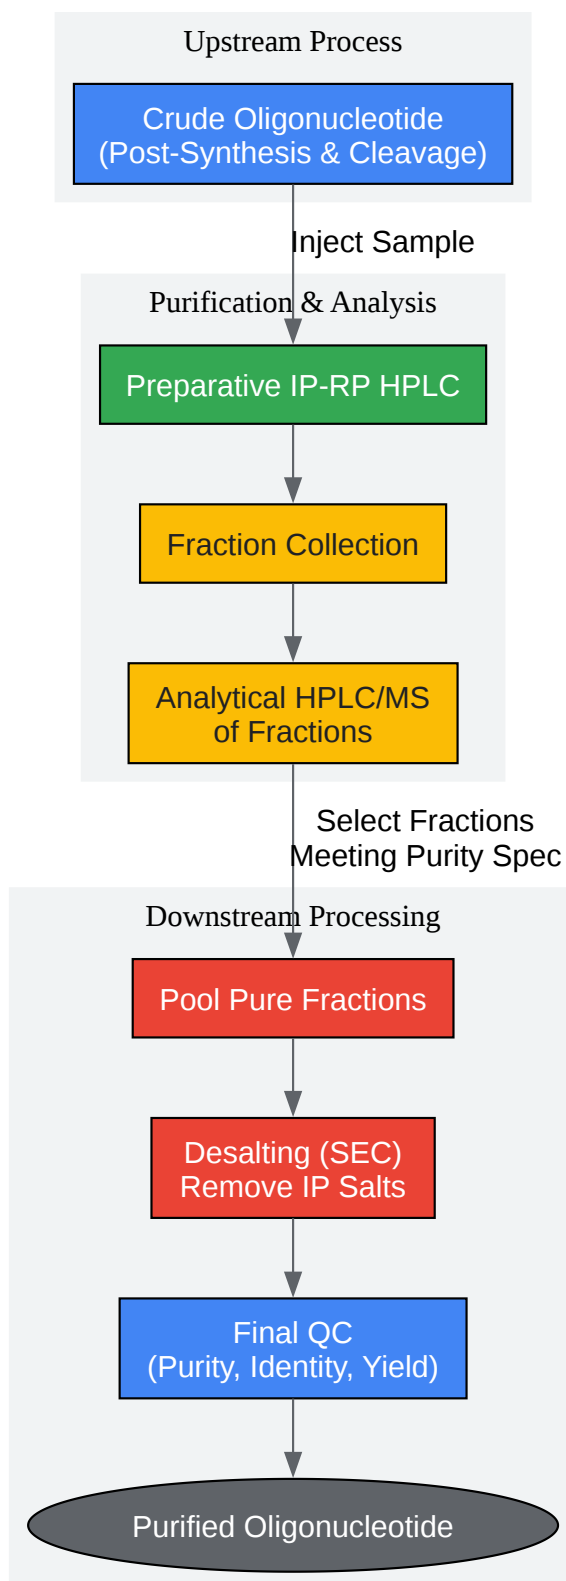 Upstream Process
Crude Oligonucleotide
(Post-Synthesis & Cleavage)
Inject Sample
Purification & Analysis
Preparative IP-RP HPLC
Fraction Collection
Analytical HPLC/MS
of Fractions
Select Fractions
Meeting Purity Spec
Downstream Processing
Pool Pure Fractions
Desalting (SEC)
Remove IP Salts
Final QC
(Purity, Identity, Yield)
Purified Oligonucleotide